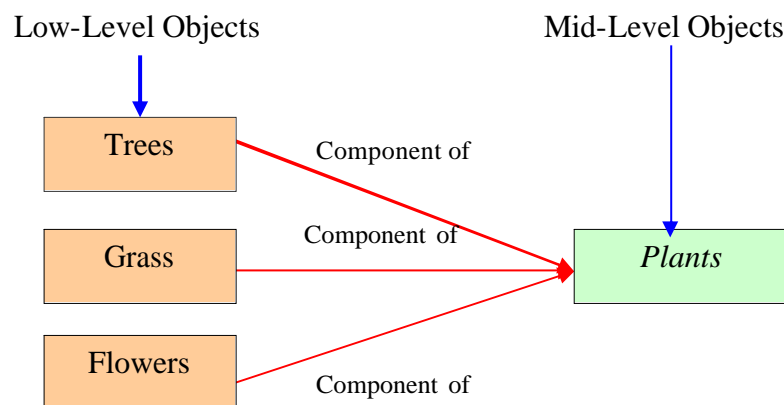 Low-Level Objects
Mid-Level Objects
Trees
Component of
Component of
Grass
Plants
Flowers
Component of